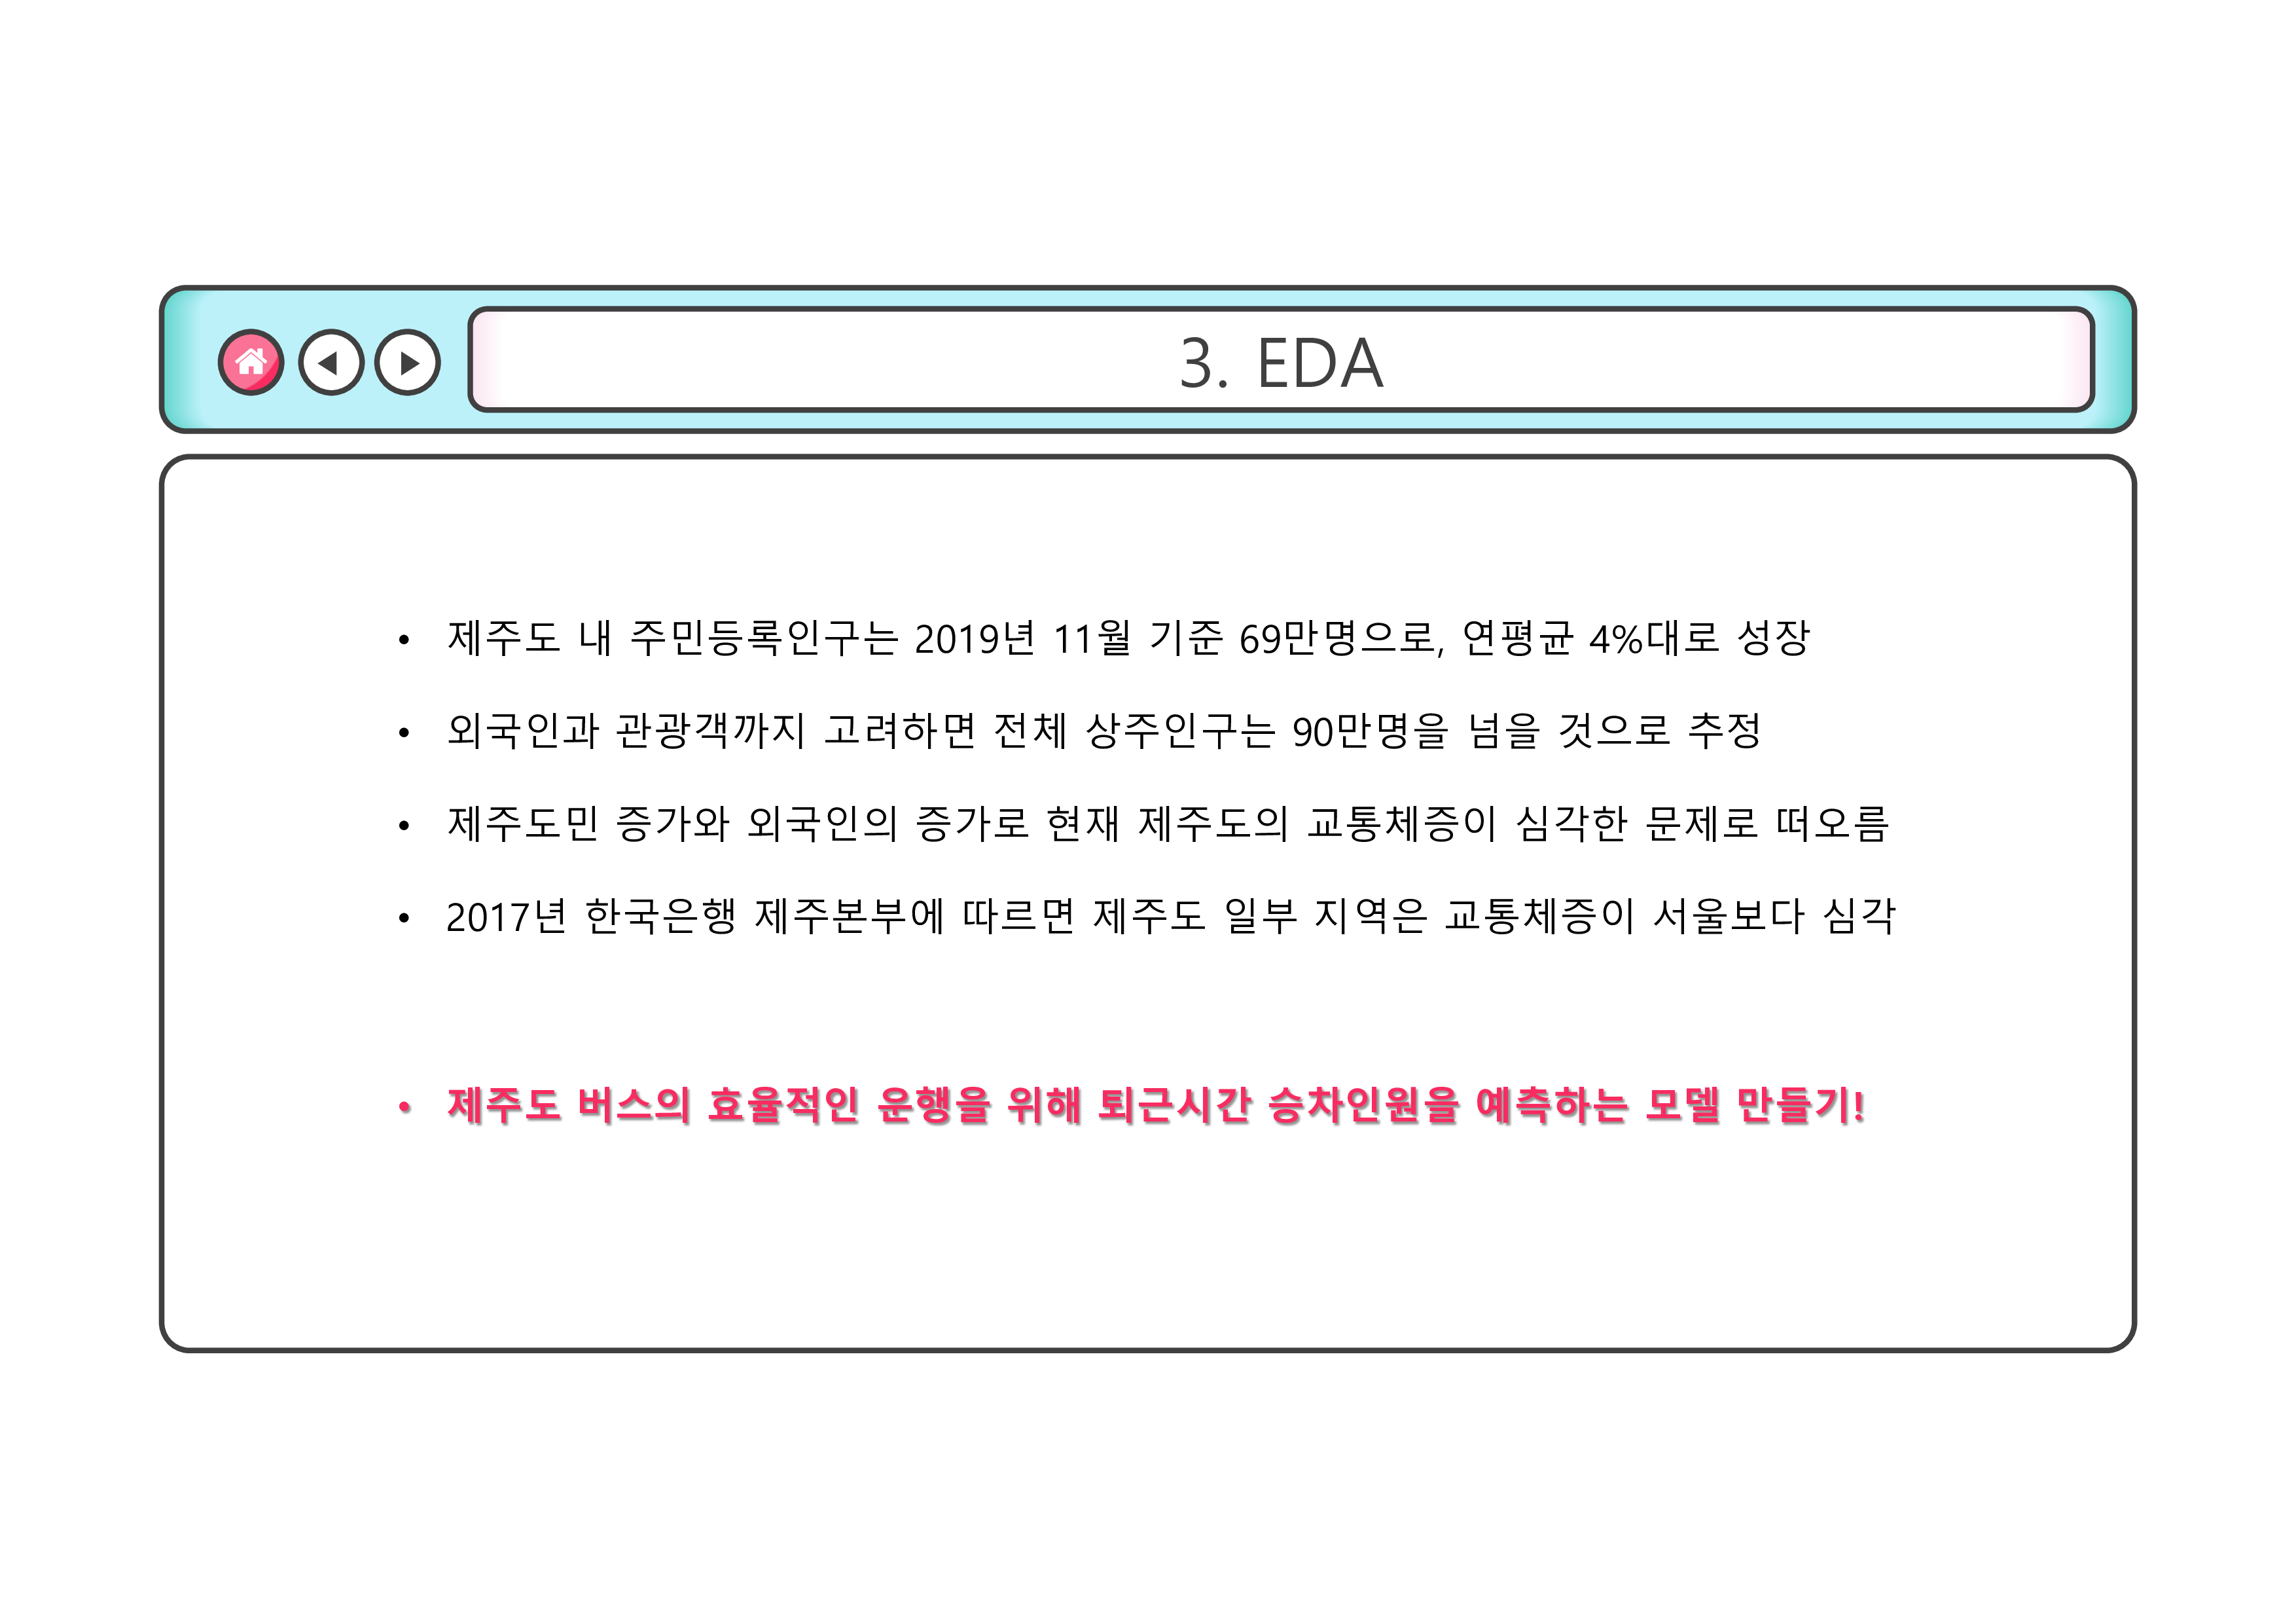 3. EDA
• 제주도 내 주민등록인구는 2019년 11월 기준 69만명으로, 연평균 4%대로 성장
• 외국인과 관광객까지 고려하면 전체 상주인구는 90만명을 넘을 것으로 추정
• 제주도민 증가와 외국인의 증가로 현재 제주도의 교통체증이 심각한 문제로 떠오름
• 2017년 한국은행 제주본부에 따르면 제주도 일부 지역은 교통체증이 서울보다 심각
• 제주도 버스의 효율적인 운행을 위해 퇴근시간 승차인원을 예측하는 모델 만들기!